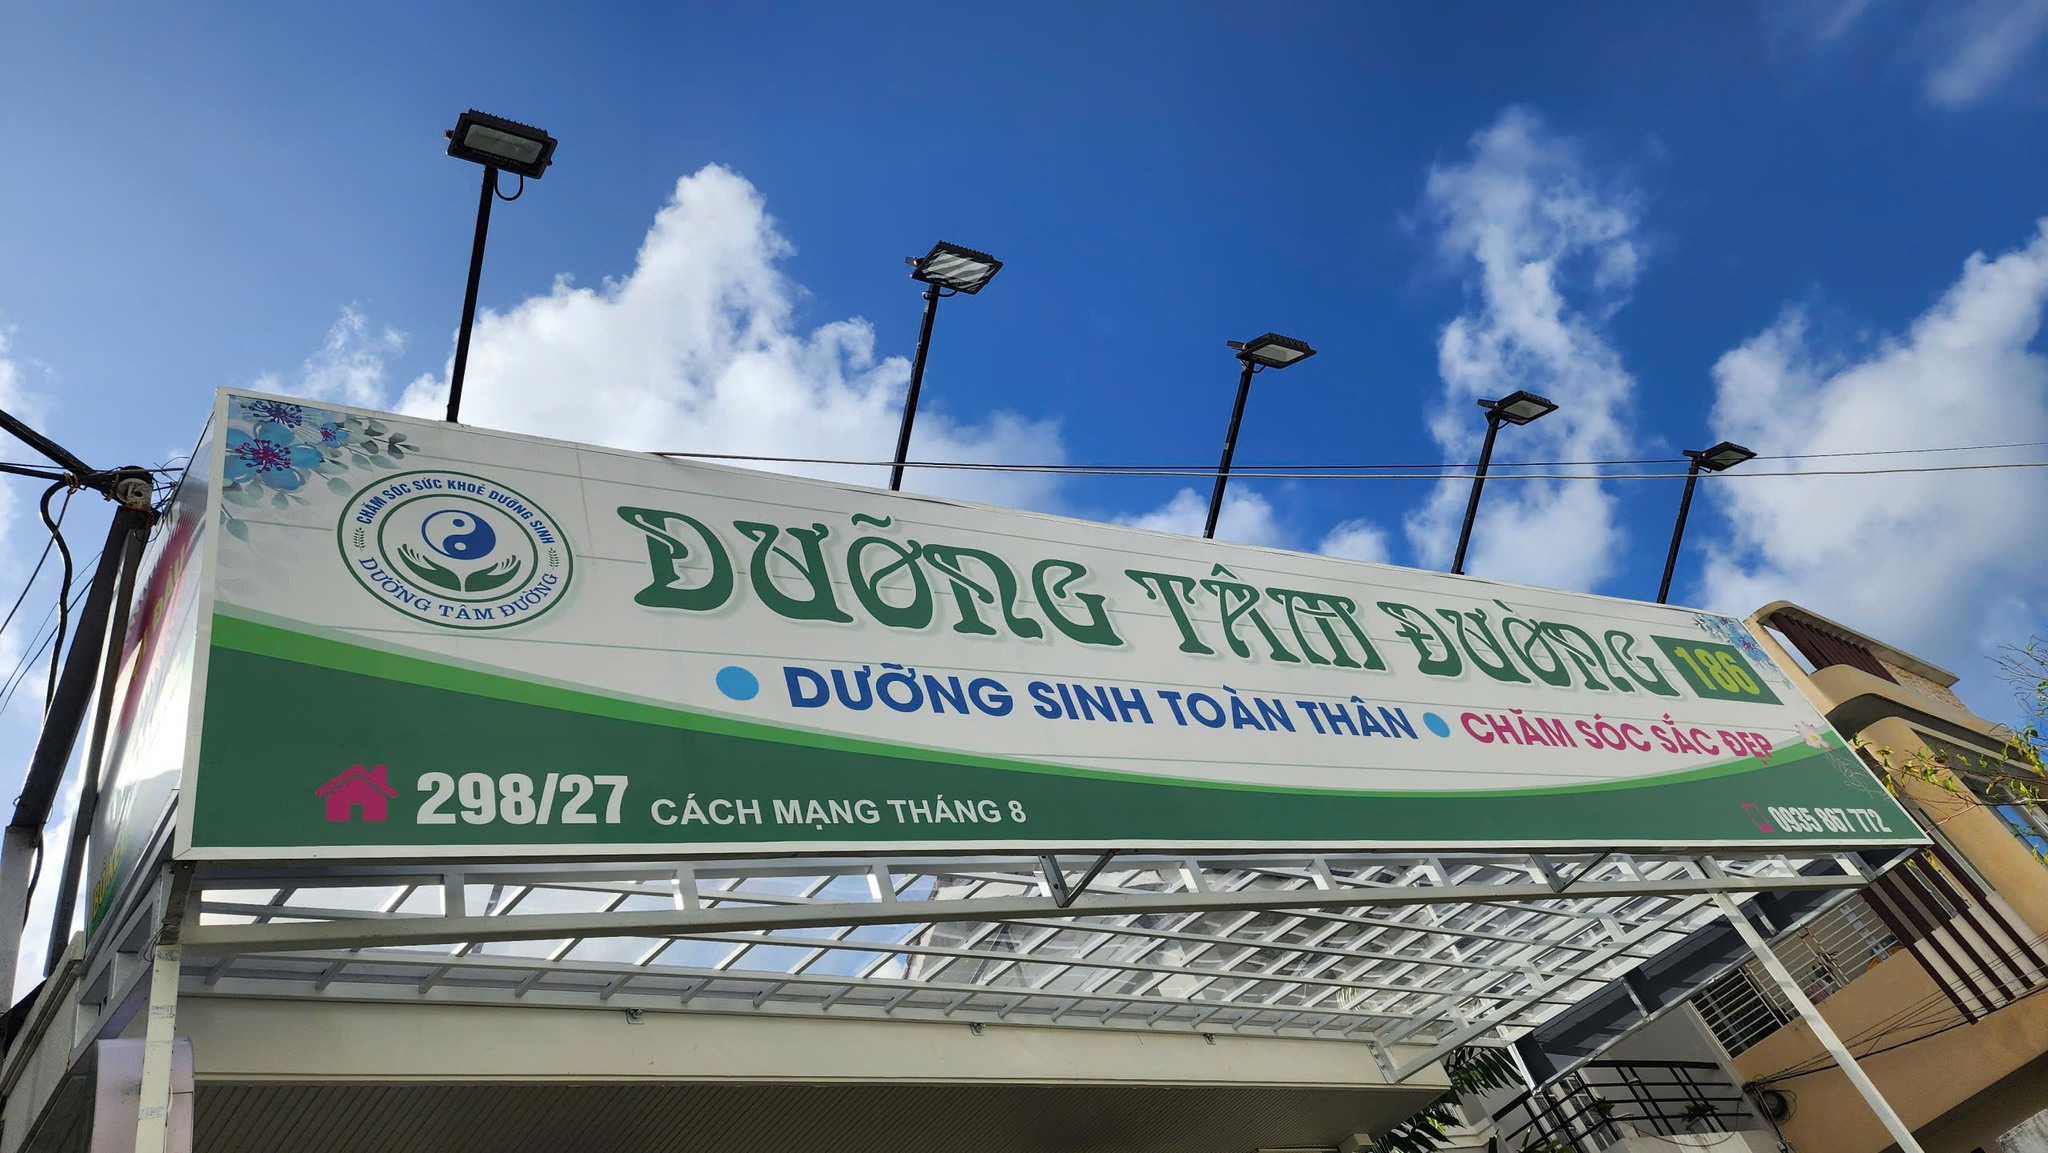 CHĂM SÓC SỨC KHOẺ DƯỠNG SINH
DƯỠNG TÂM ĐƯỜNG
DƯỠNG TÂM ĐƯỜNG 186
DƯỠNG SINH TOÀN THÂN CHĂM SÓC SẮC ĐẸP
298/27 CÁCH MẠNG THÁNG 8
0935 867 772